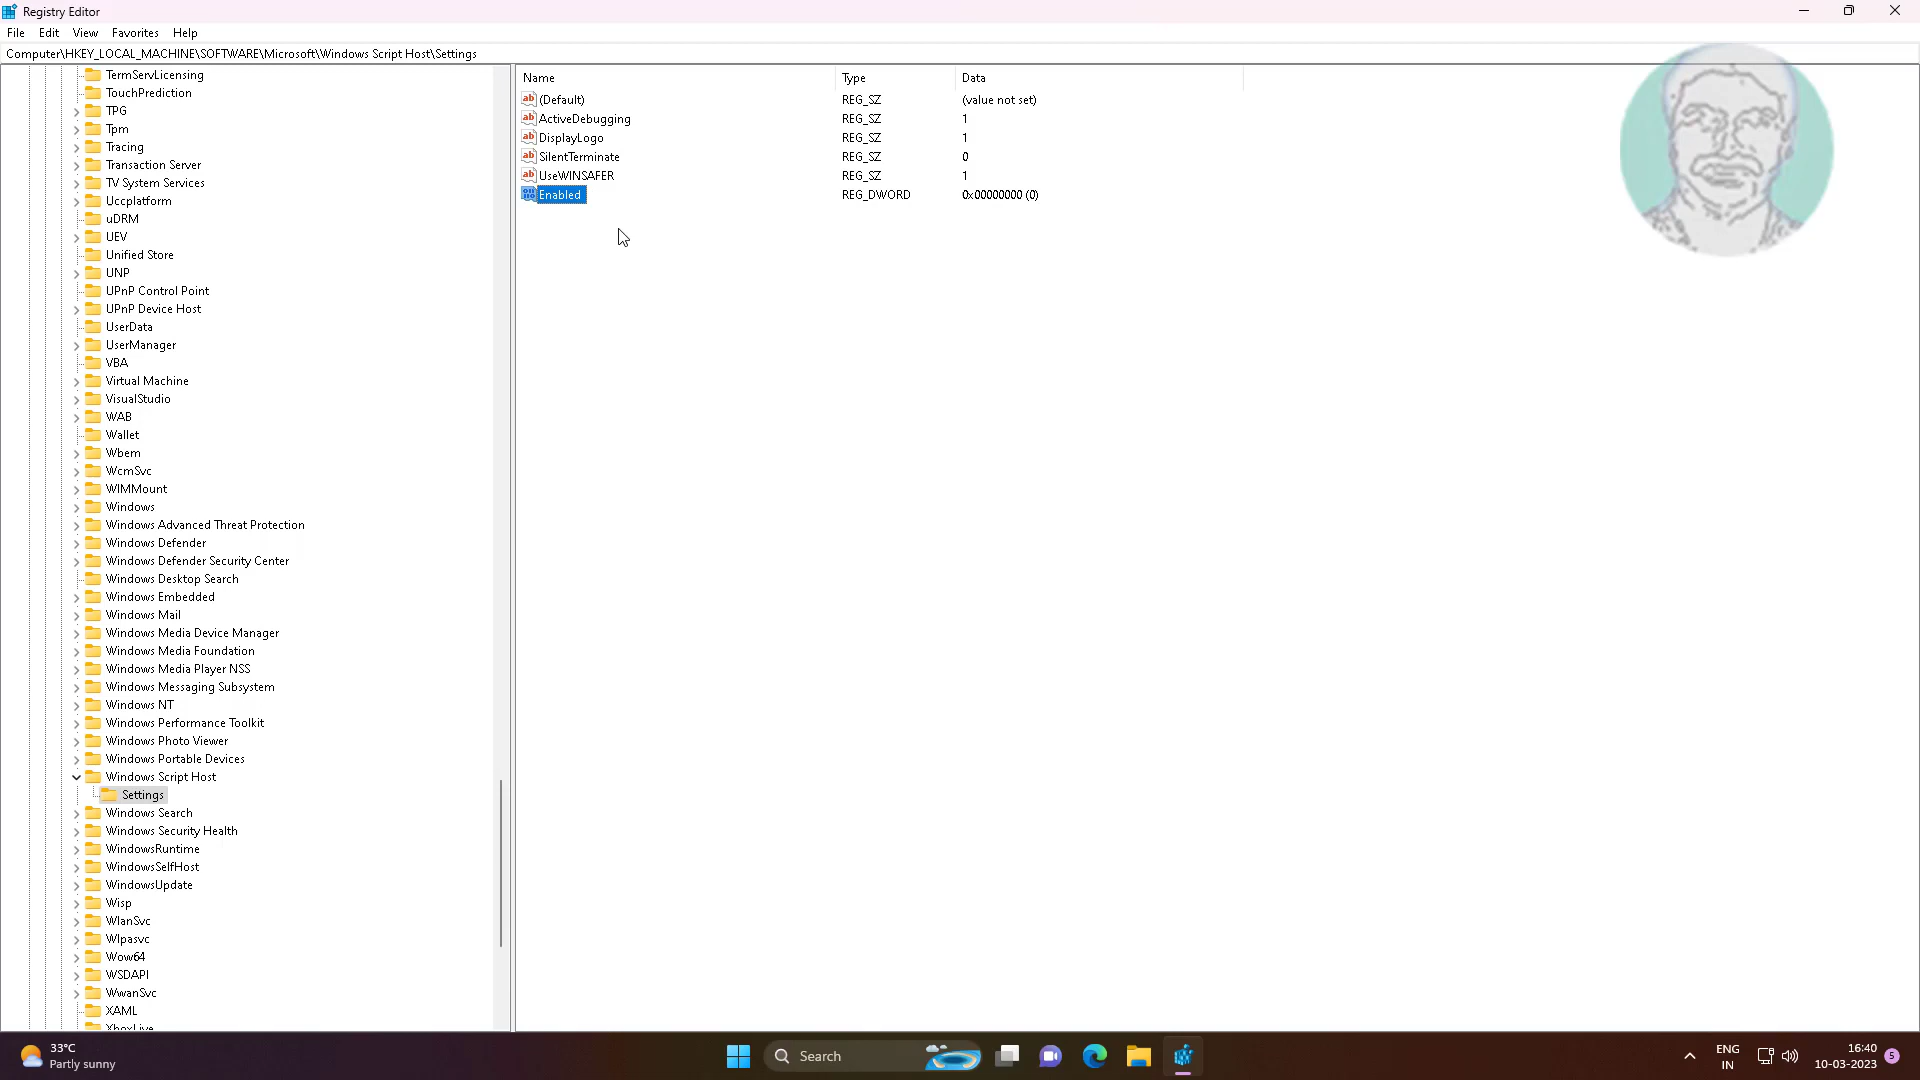 Registry Editor
File Edit View Favorites Help
Computer\HKEY_LOCAL_MACHINE\SOFTWARE\Microsoft\Windows Script Host\Settings
TermServLicensing
TouchPrediction
TPG
Tpm
Tracing
Transaction Server
TV System Services
Uccplatform
uDRM
UEV
Unified Store
UNP
UPnP Control Point
UPnP Device Host
UserData
UserManager
VBA
Virtual Machine
VisualStudio
WAB
Wallet
Wbem
WcmSvc
WIMMount
Windows
Windows Advanced Threat Protection
Windows Defender
Windows Defender Security Center
Windows Desktop Search
Windows Embedded
Windows Mail
Windows Media Device Manager
Windows Media Foundation
Windows Media Player NSS
Windows Messaging Subsystem
Windows NT
Windows Performance Toolkit
Windows Photo Viewer
Windows Portable Devices
Windows Script Host
Settings
Windows Search
Windows Security Health
WindowsRuntime
WindowsSelfHost
WindowsUpdate
Wisp
WlanSvc
Wlpasvc
Wow64
WSDAPI
WwanSvc
XAML
XboxLive
Name Type Data
(Default) REG_SZ (value not set)
ActiveDebugging REG_SZ 1
DisplayLogo REG_SZ 1
SilentTerminate REG_SZ 0
UseWINSAFER REG_SZ 1
Enabled REG_DWORD 0x00000000 (0)
33°C
Partly sunny
Search
ENG
IN
16:40
10-03-2023
5